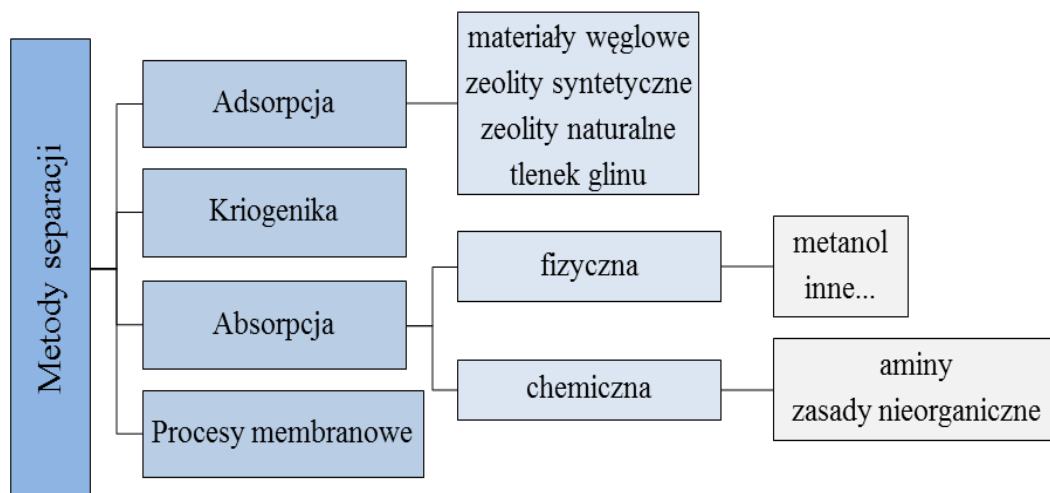 Metody separacji
Adsorpcja
materiały węglowe
zeolity syntetyczne
zeolity naturalne
tlenek glinu
Kriogenika
Absorpcja
fizyczna
metanol
inne...
chemiczna
aminy
zasady nieorganiczne
Procesy membranowe